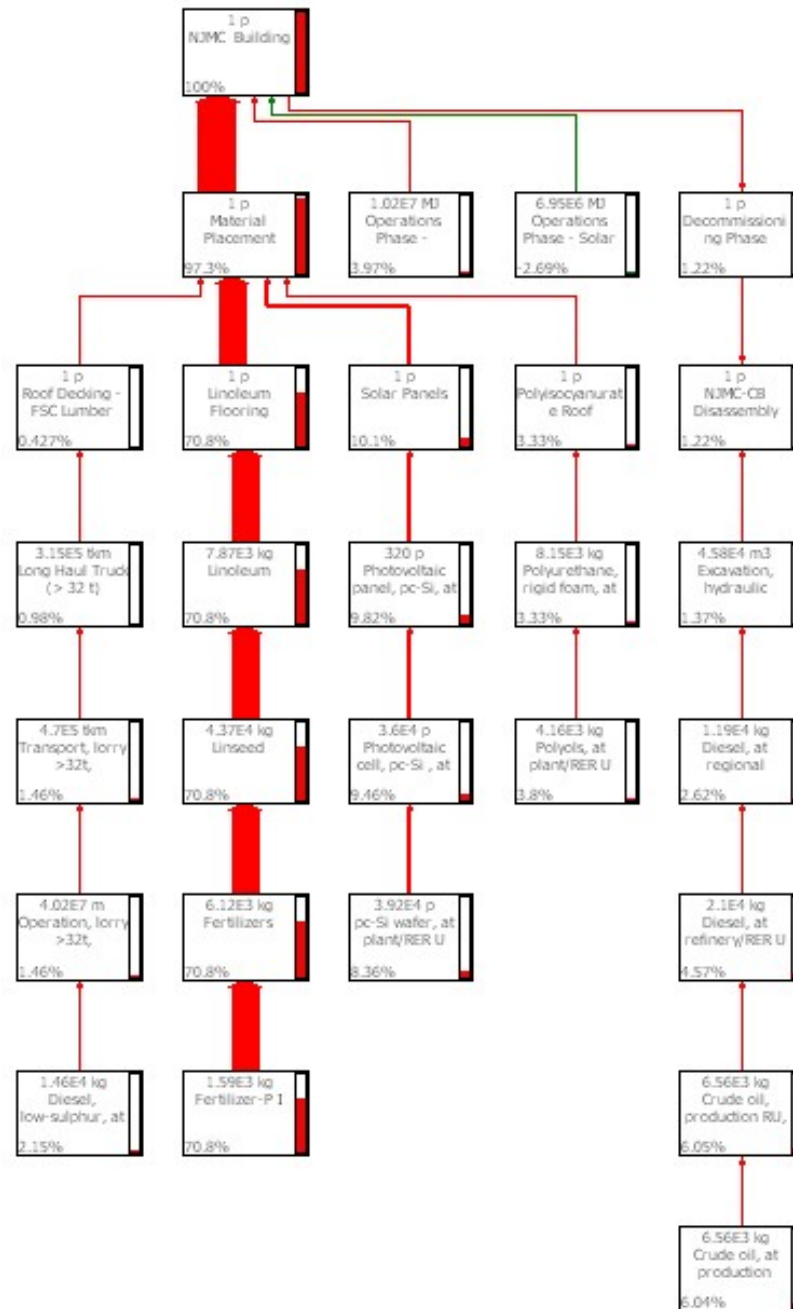 1 p
NJMC Building
100%
1 p
Material
Placement
97.3%
1.02E7 MJ
Operations
Phase -
3.97%
6.95E6 MJ
Operations
Phase - Solar
-2.69%
1 p
Decommissioni
ng Phase
1.22%
1 p
Roof Decking -
FSC Lumber
0.427%
1 p
Linoleum
Flooring
70.8%
1 p
Solar Panels
10.1%
1 p
Polyisocyanurat
e Roof
3.33%
1 p
NJMC-CB
Disassembly
1.22%
3.15E5 tkm
Long Haul Truck
(> 32 t)
0.98%
7.87E3 kg
Linoleum
70.8%
320 p
Photovoltaic
panel, pc-Si, at
9.82%
8.15E3 kg
Polyurethane,
rigid foam, at
3.33%
4.58E4 m3
Excavation,
hydraulic
1.37%
4.7E5 tkm
Transport, lorry
>32t,
1.46%
4.37E4 kg
Linseed
70.8%
3.6E4 p
Photovoltaic
cell, pc-Si , at
9.46%
4.16E3 kg
Polyols, at
plant/RER U
3.8%
1.19E4 kg
Diesel, at
regional
2.62%
4.02E7 m
Operation, lorry
>32t,
1.46%
6.12E3 kg
Fertilizers
70.8%
3.92E4 p
pc-Si wafer, at
plant/RER U
8.36%
2.1E4 kg
Diesel, at
refinery/RER U
4.57%
1.46E4 kg
Diesel,
low-sulphur, at
2.15%
1.59E3 kg
Fertilizer-P I
70.8%
6.56E3 kg
Crude oil,
production RU,
6.05%
6.56E3 kg
Crude oil, at
production
6.04%